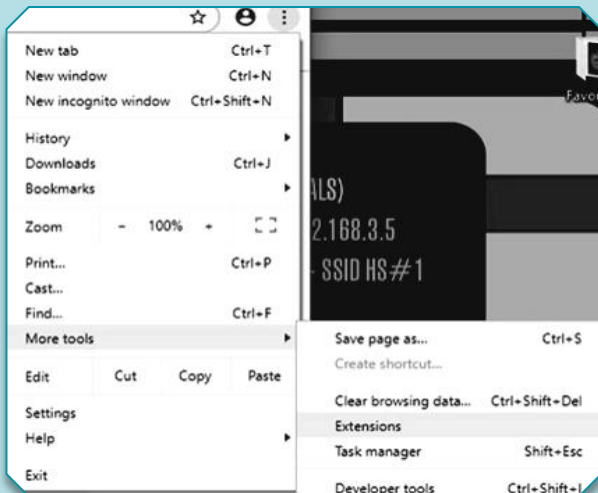 New tab Ctrl+T
New window Ctrl+N
New incognito window Ctrl+Shift+N
History
Downloads Ctrl+J
Bookmarks
Zoom - 100% +
Print... Ctrl+P
Cast...
Find... Ctrl+F
More tools
Edit Cut Copy Paste
Settings
Help
Exit
Save page as... Ctrl+S
Create shortcut...
Clear browsing data... Ctrl+Shift+Del
Extensions
Task manager Shift+Esc
Developer tools Ctrl+Shift+I
Favou
ALS)
2.168.3.5
- SSID HS#1